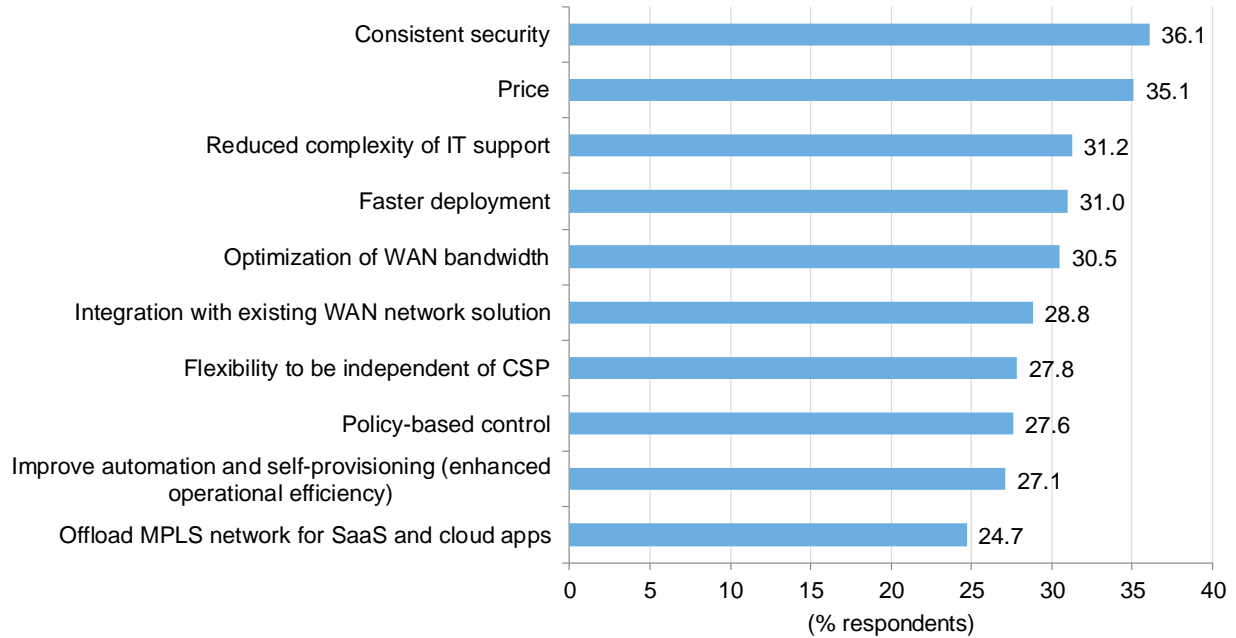 Consistent security
36.1
Price
35.1
Reduced complexity of IT support
31.2
Faster deployment
31.0
Optimization of WAN bandwidth
30.5
Integration with existing WAN network solution
28.8
Flexibility to be independent of CSP
27.8
Policy-based control
27.6
Improve automation and self-provisioning (enhanced
operational efficiency)
27.1
Offload MPLS network for SaaS and cloud apps
24.7
0 5 10 15 20 25 30 35 40
(% respondents)